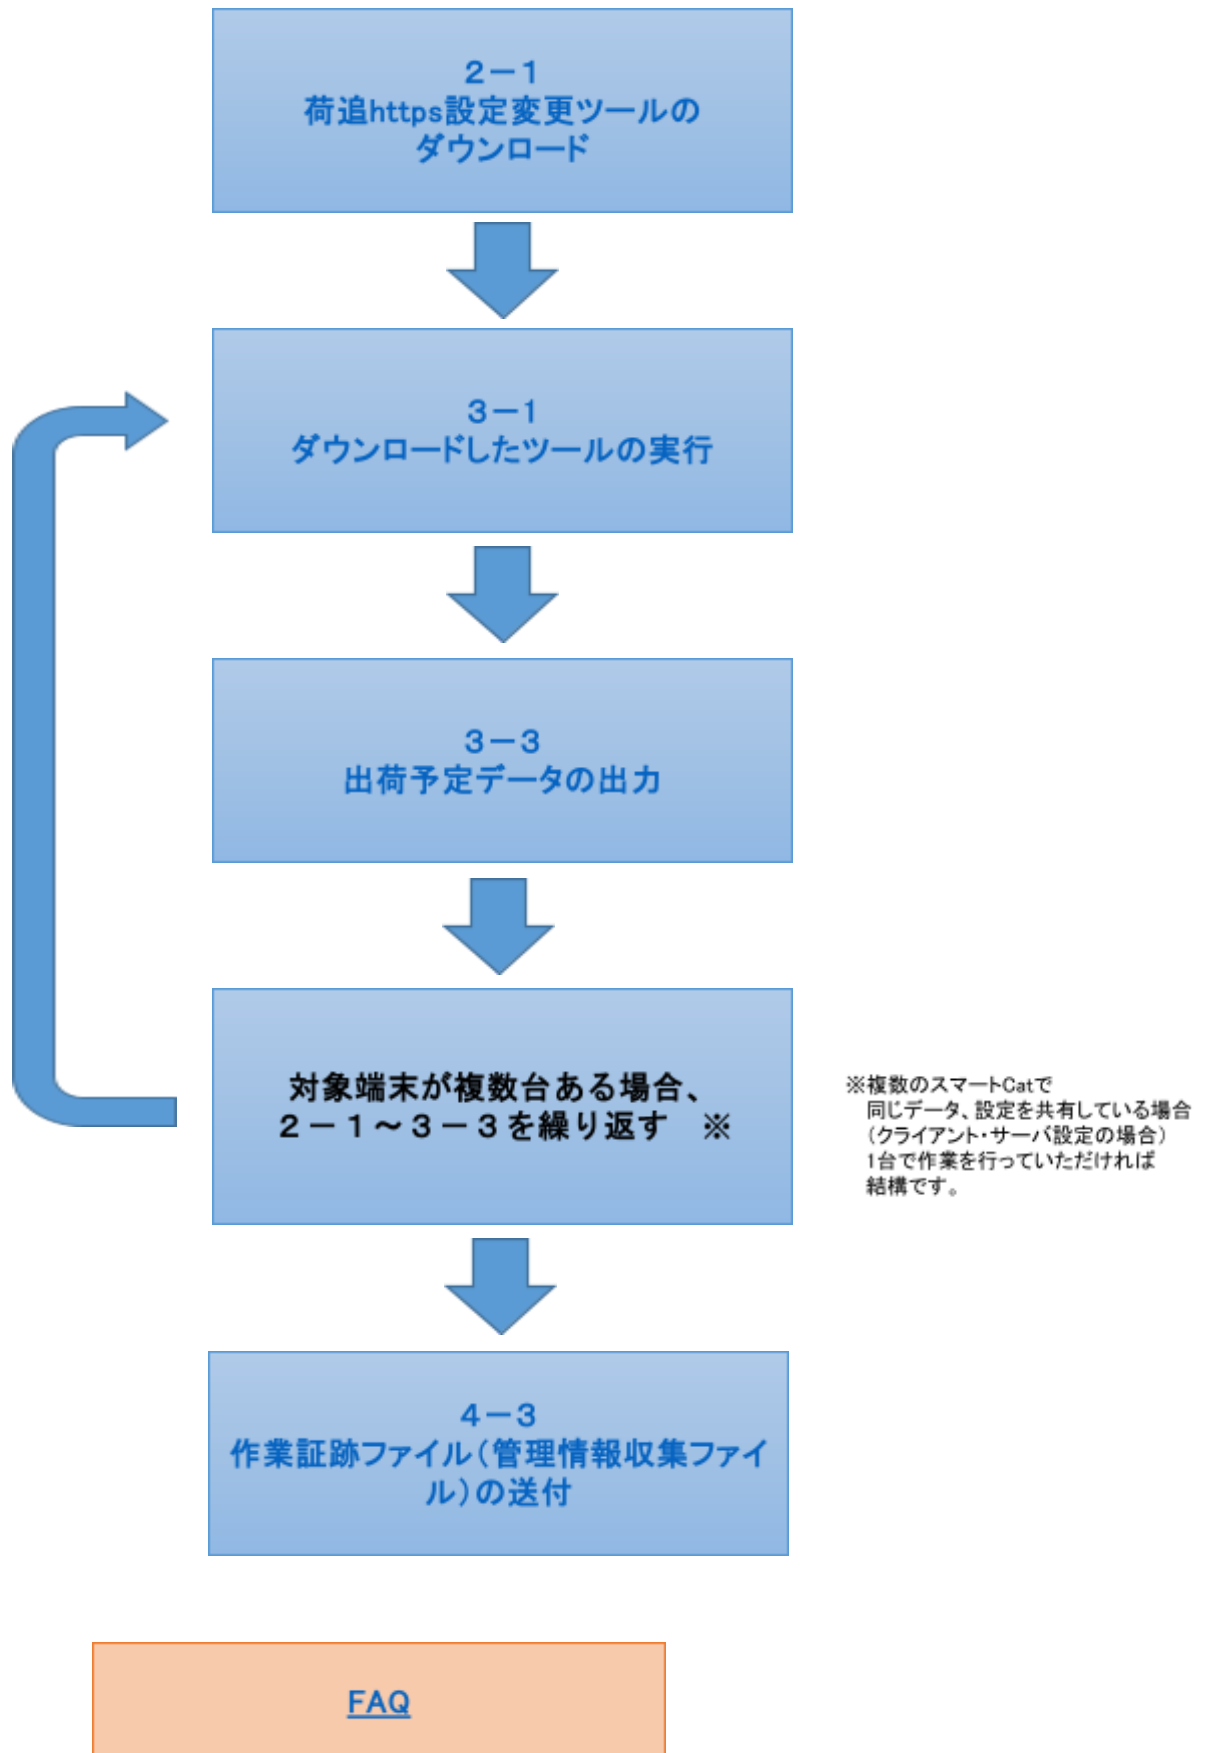 2－1
荷追https設定変更ツールの
ダウンロード
3－1
ダウンロードしたツールの実行
3－3
出荷予定データの出力
対象端末が複数台ある場合、
2－1～3－3を繰り返す　※
※複数のスマートCatで
同じデータ、設定を共有している場合
（クライアント・サーバ設定の場合）
1台で作業を行っていただければ
結構です。
4－3
作業証跡ファイル（管理情報収集ファイ
ル）の送付
FAQ